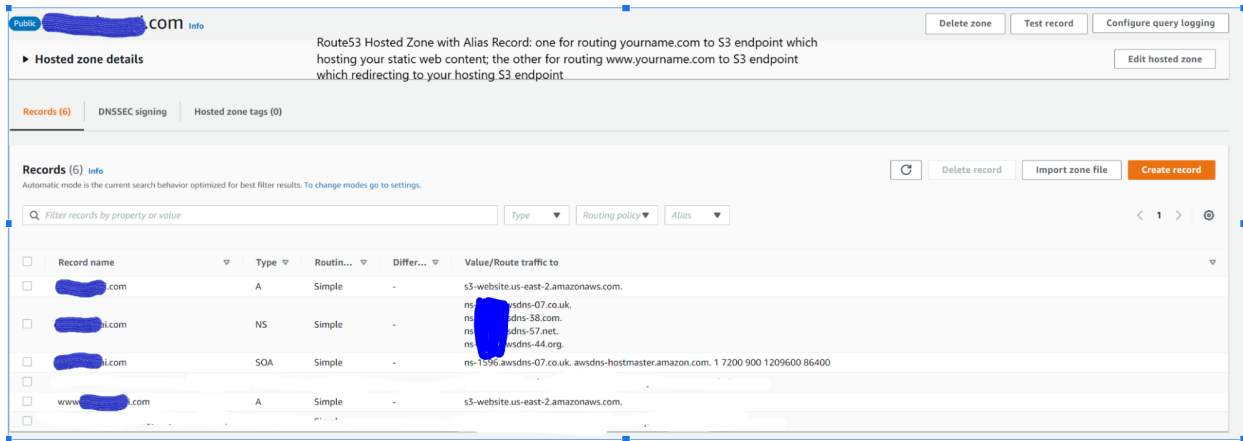 Public .com Info
Delete zone Test record Configure query logging
Route53 Hosted Zone with Alias Record: one for routing yourname.com to S3 endpoint which
hosting your static web content; the other for routing www.yourname.com to S3 endpoint
which redirecting to your hosting S3 endpoint
Hosted zone details
Edit hosted zone
Records (6) DNSSEC signing Hosted zone tags (0)
Records (6) Info
Automatic mode is the current search behavior optimized for best filter results. To change modes go to settings.
Delete record Import zone file Create record
Filter records by property or value Type Routing policy Alias 1
Record name Type Routin... Differ... Value/Route traffic to
.com A Simple - s3-website.us-east-2.amazonaws.com.
ns- wsdns-07.co.uk.
ns sdns-38.com.
ai.com NS Simple -
ns sdns-57.net.
ns- wsdns-44.org.
i.com SOA Simple - ns-1596.awsdns-07.co.uk. awsdns-hostmaster.amazon.com. 1 7200 900 1209600 86400
www i.com A Simple - s3-website.us-east-2.amazonaws.com.